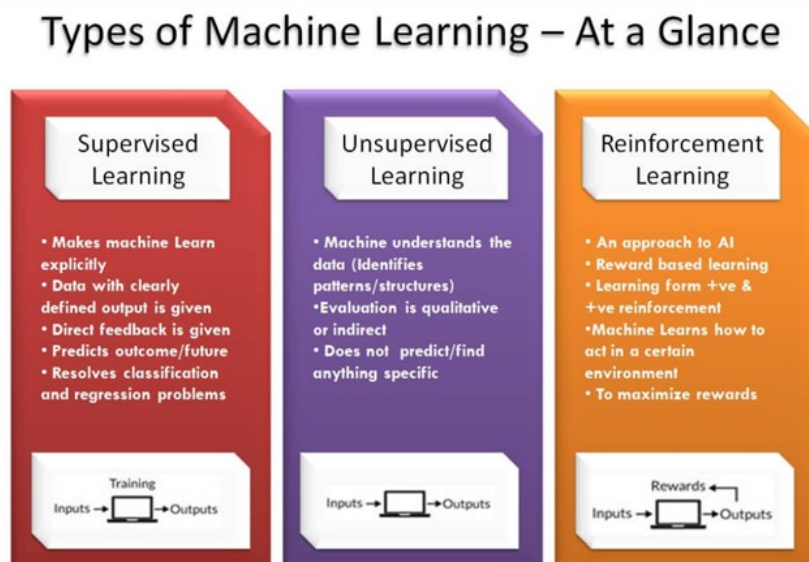 Types of Machine Learning – At a Glance
Supervised
Learning
• Makes machine Learn
explicitly
• Data with clearly
defined output is given
• Direct feedback is given
• Predicts outcome/future
• Resolves classification
and regression problems
Training
Inputs → → Outputs
Unsupervised
Learning
• Machine understands the
data (Identifies
patterns/structures)
•Evaluation is qualitative
or indirect
• Does not predict/find
anything specific
Inputs → → Outputs
Reinforcement
Learning
• An approach to AI
• Reward based learning
• Learning form +ve &
+ve reinforcement
•Machine Learns how to
act in a certain
environment
• To maximize rewards
Rewards
Inputs → → Outputs